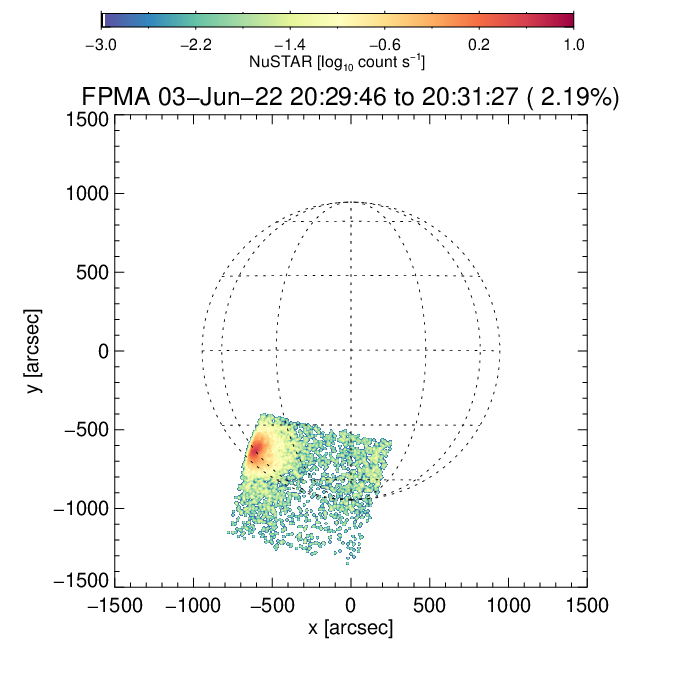 −3.0 −2.2 −1.4 −0.6 0.2 1.0
NuSTAR [log10 count s−1]
FPMA 03−Jun−22 20:29:46 to 20:31:27 ( 2.19%)
1500
1000
500
0
−500
−1000
−1500
y [arcsec]
−1500 −1000 −500 0 500 1000 1500
x [arcsec]